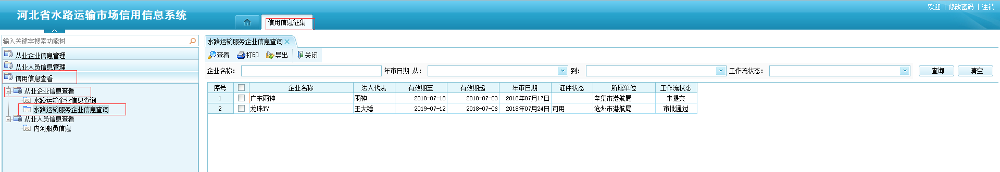 欢迎 | 修改密码 | 注销
河北省水路运输市场信用信息系统
信用信息征集
输入关键字搜索功能树
从业企业信息管理
从业人员信息管理
信用信息查看
从业企业信息查看
水路运输企业信息查询
水路运输服务企业信息查询
从业人员信息查看
内河船员信息
水路运输服务企业信息查询
查看 打印 导出 关闭
企业名称: 年审日期 从: 到: 工作流状态: 查询 清空
序号 企业名称 法人代表 有效期至 有效期起 年审日期 证件状态 所属单位 工作流状态
1 广东雨神 雨神 2018-07-18 2018-07-03 2018年07月17日 辛集市港航局 未提交
2 龙珠TV 王大锤 2019-07-12 2018-07-06 2018年07月24日 可用 沧州市港航局 审批通过